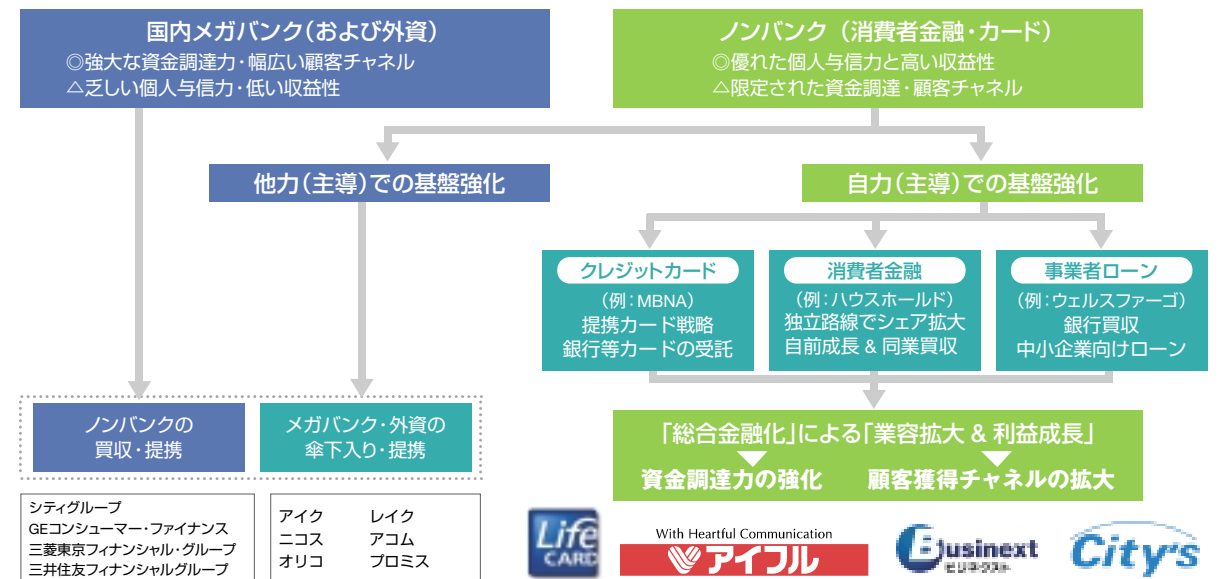 国内メガバンク(および外資)
◎強大な資金調達力・幅広い顧客チャネル
△乏しい個人与信力・低い収益性
ノンバンク（消費者金融・カード）
◎優れた個人与信力と高い収益性
△限定された資金調達・顧客チャネル
他力(主導)での基盤強化
自力(主導)での基盤強化
クレジットカード
(例:MBNA)
提携カード戦略
銀行等カードの受託
消費者金融
(例:ハウスホールド)
独立路線でシェア拡大
自前成長 & 同業買収
事業者ローン
(例:ウェルスファーゴ)
銀行買収
中小企業向けローン
ノンバンクの
買収・提携
メガバンク・外資の
傘下入り・提携
「総合金融化」による「業容拡大 & 利益成長」
資金調達力の強化 顧客獲得チャネルの拡大
シティグループ
GEコンシューマー・ファイナンス
三菱東京フィナンシャル・グループ
三井住友フィナンシャルグループ
アイク レイク
ニコス アコム
オリコ プロミス
Life
CARD
With Heartful Communication
アイフル
Businext
ビジネクスト
City's